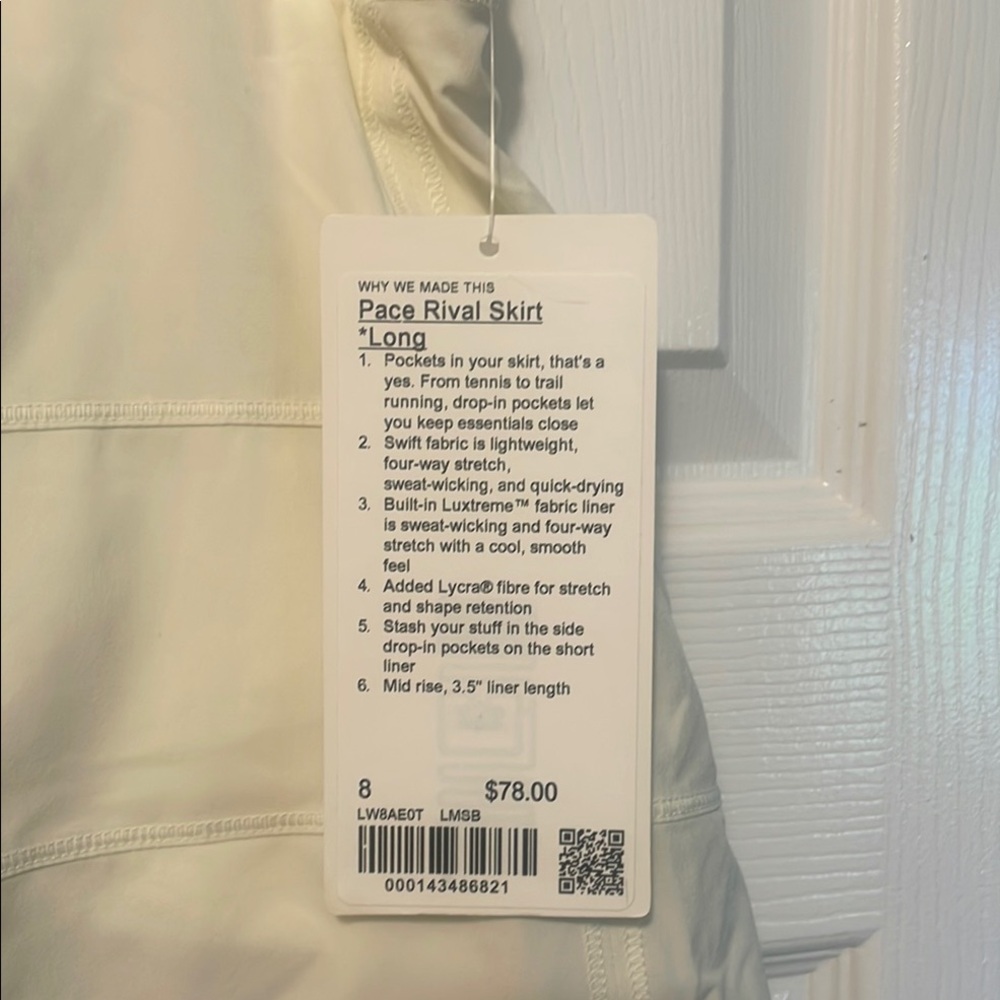 WHY WE MADE THIS
Pace Rival Skirt
*Long
1. Pockets in your skirt, that's a
yes. From tennis to trail
running, drop-in pockets let
you keep essentials close
2. Swift fabric is lightweight,
four-way stretch,
sweat-wicking, and quick-drying
3. Built-in Luxtreme™ fabric liner
is sweat-wicking and four-way
stretch with a cool, smooth
feel
4. Added Lycra® fibre for stretch
and shape retention
5. Stash your stuff in the side
drop-in pockets on the short
liner
6. Mid rise, 3.5" liner length
8 $78.00
LW8AE0T LMSB
000143486821